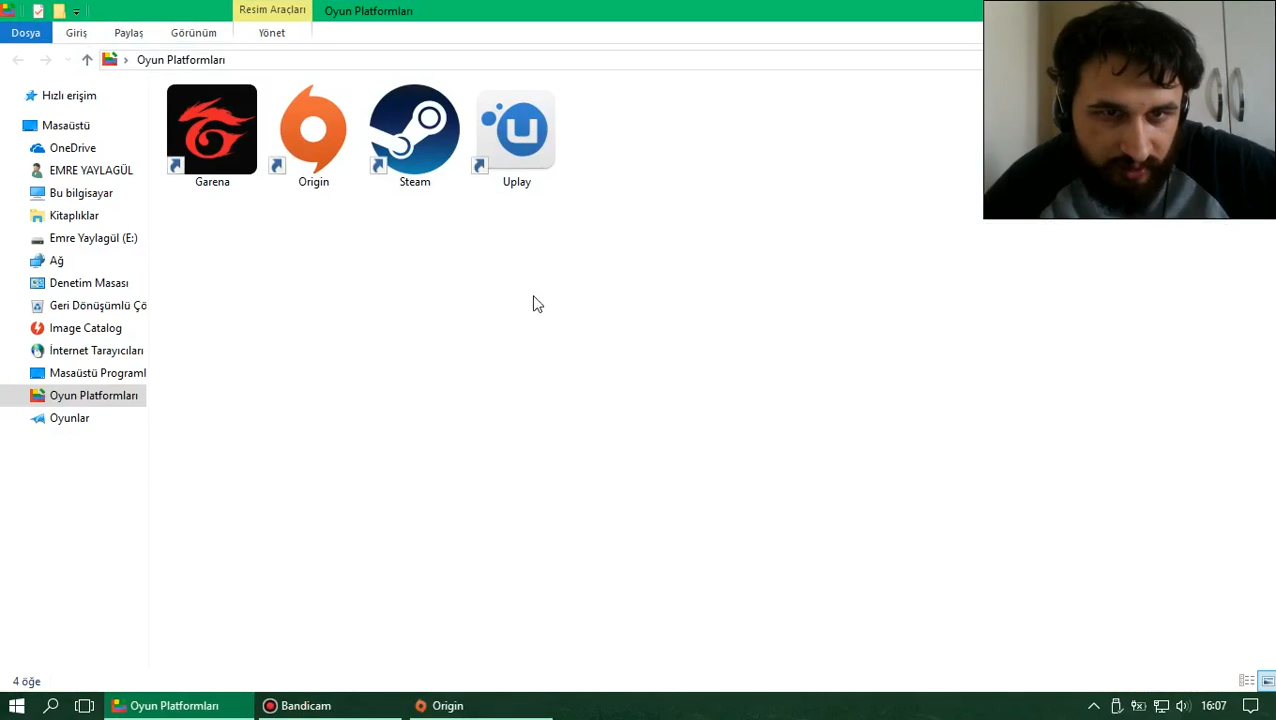 Resim Araçları
Oyun Platformları
Dosya
Giriş
Paylaş
Görünüm
Yönet
Oyun Platformları
Hızlı erişim
Masaüstü
OneDrive
EMRE YAYLAGÜL
Bu bilgisayar
Kitaplıklar
Emre Yaylagül (E:)
Ağ
Denetim Masası
Geri Dönüşümlü Çö
Image Catalog
İnternet Tarayıcıları
Masaüstü Programl
Oyun Platformları
Oyunlar
Garena
Origin
Steam
Uplay
4 öğe
Oyun Platformları
Bandicam
Origin
16:07